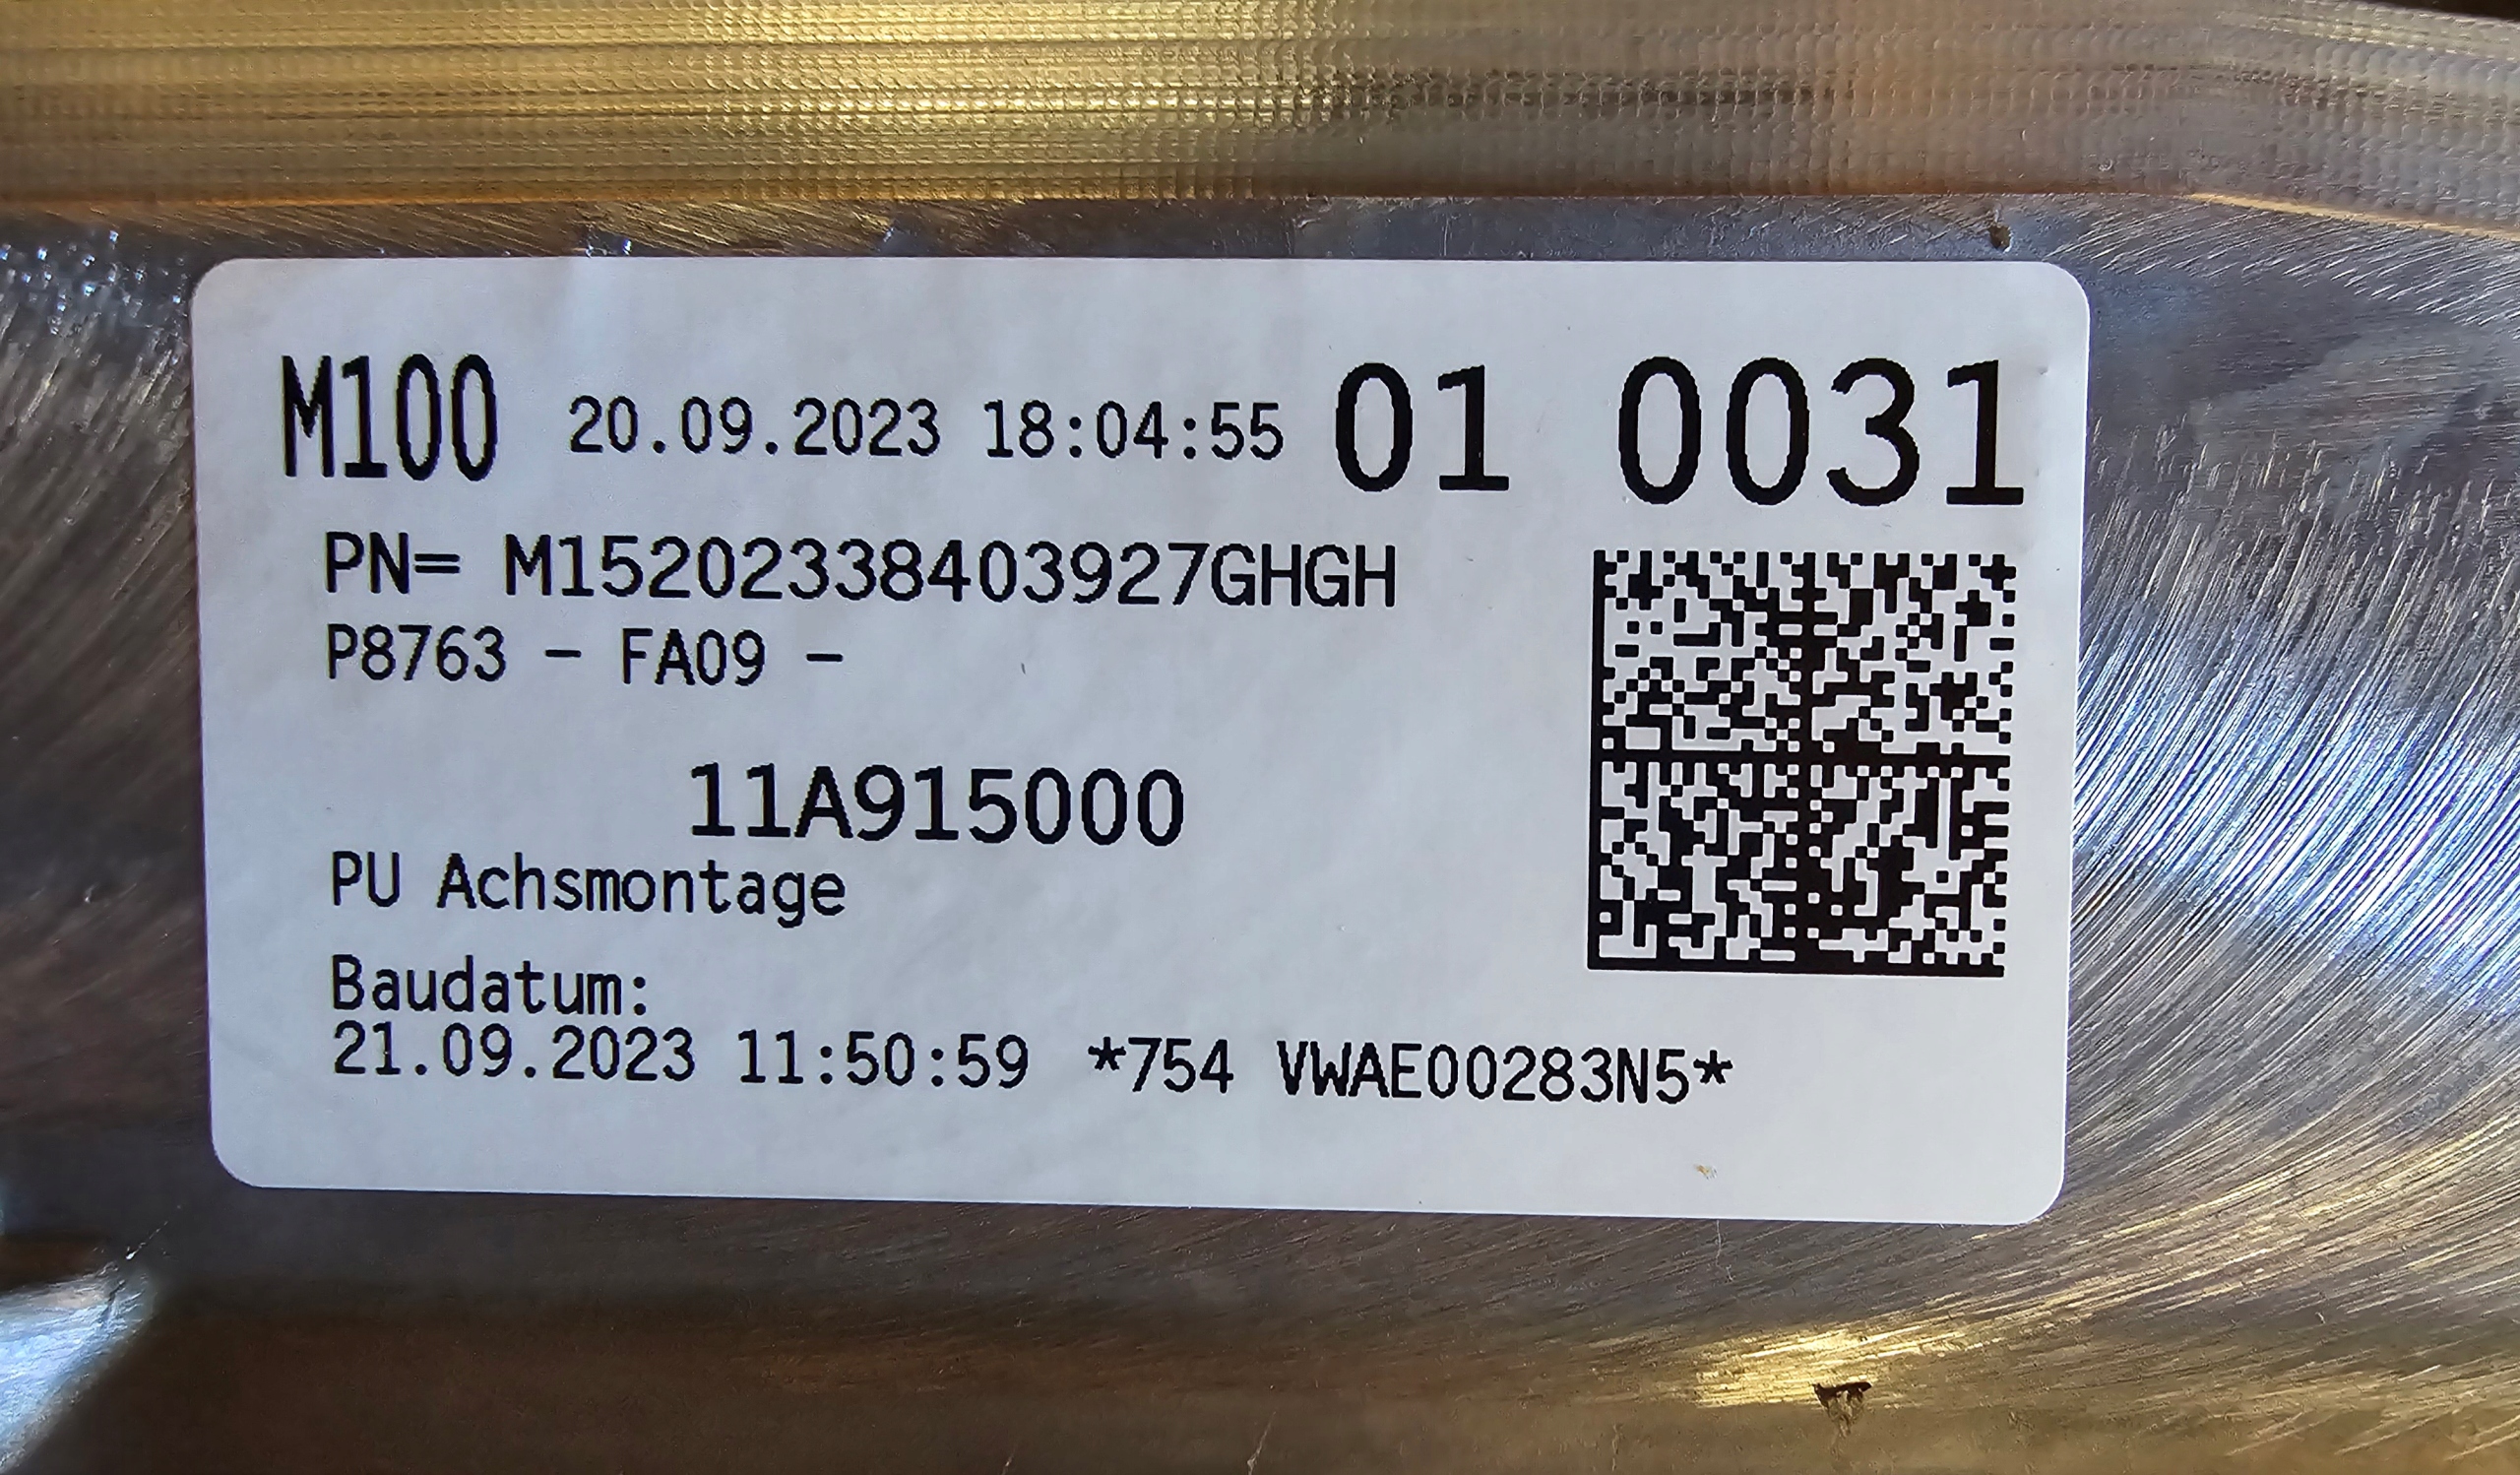 M100 20.09.2023 18:04:55 01 0031
PN= M15202338403927GHGH
P8763 - FA09 -
11A915000
PU Achsmontage
Baudatum:
21.09.2023 11:50:59 *754 VWAE00283N5*